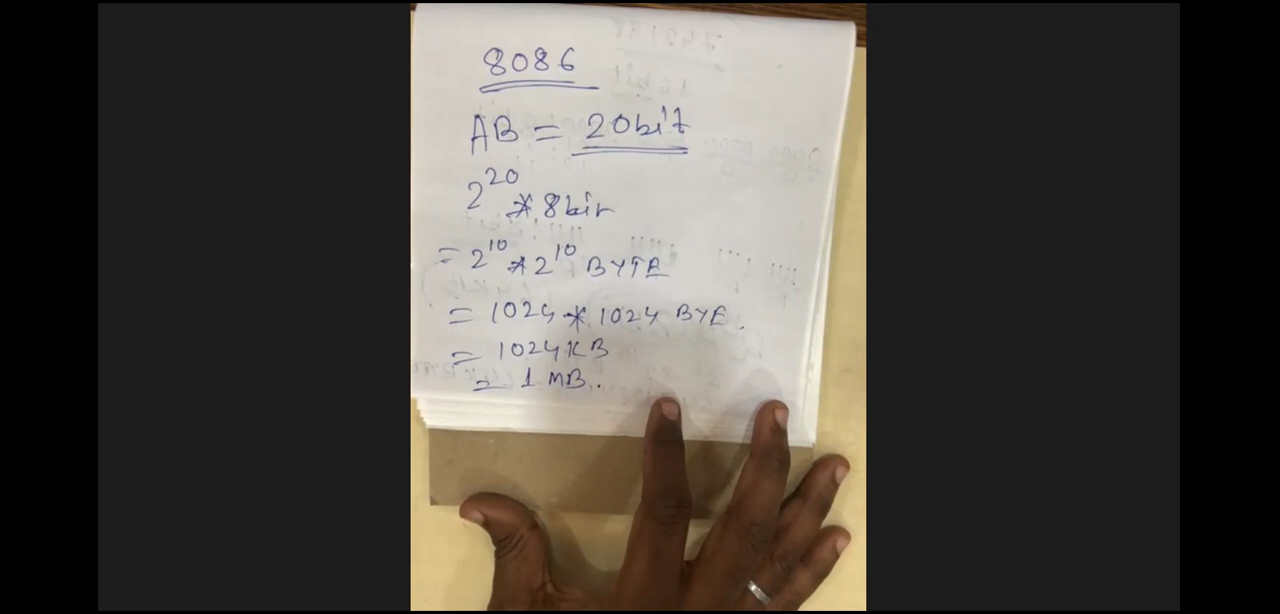 8086
AB = 20bit
2^20 * 8bit
= 2^10 * 2^10 BYTE
= 1024 * 1024 BYE.
= 1024KB
= 1 MB.